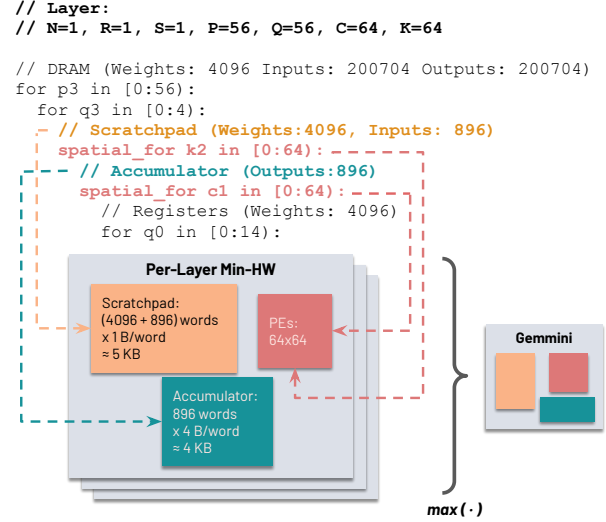 // Layer:
// N=1, R=1, S=1, P=56, Q=56, C=64, K=64
// DRAM (Weights: 4096 Inputs: 200704 Outputs: 200704)
for p3 in [0:56):
for q3 in [0:4):
// Scratchpad (Weights:4096, Inputs: 896)
spatial_for k2 in [0:64):
// Accumulator (Outputs:896)
spatial_for c1 in [0:64):
// Registers (Weights: 4096)
for q0 in [0:14):
Per-Layer Min-HW
Scratchpad:
(4096 + 896) words
x 1 B/word
≈ 5 KB
PEs:
64x64
Accumulator:
896 words
x 4 B/word
≈ 4 KB
Gemmini
max(·)